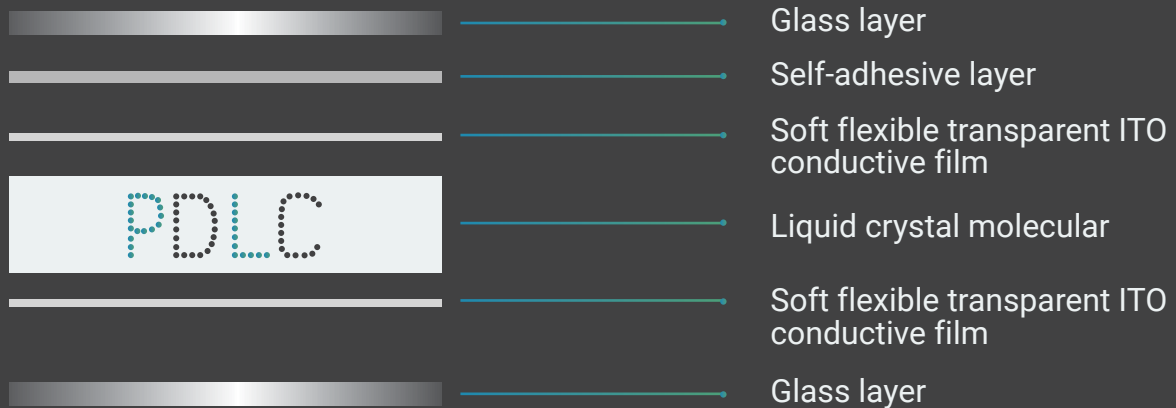 Glass layer
Self-adhesive layer
Soft flexible transparent ITO
conductive film
PDLC
Liquid crystal molecular
Soft flexible transparent ITO
conductive film
Glass layer